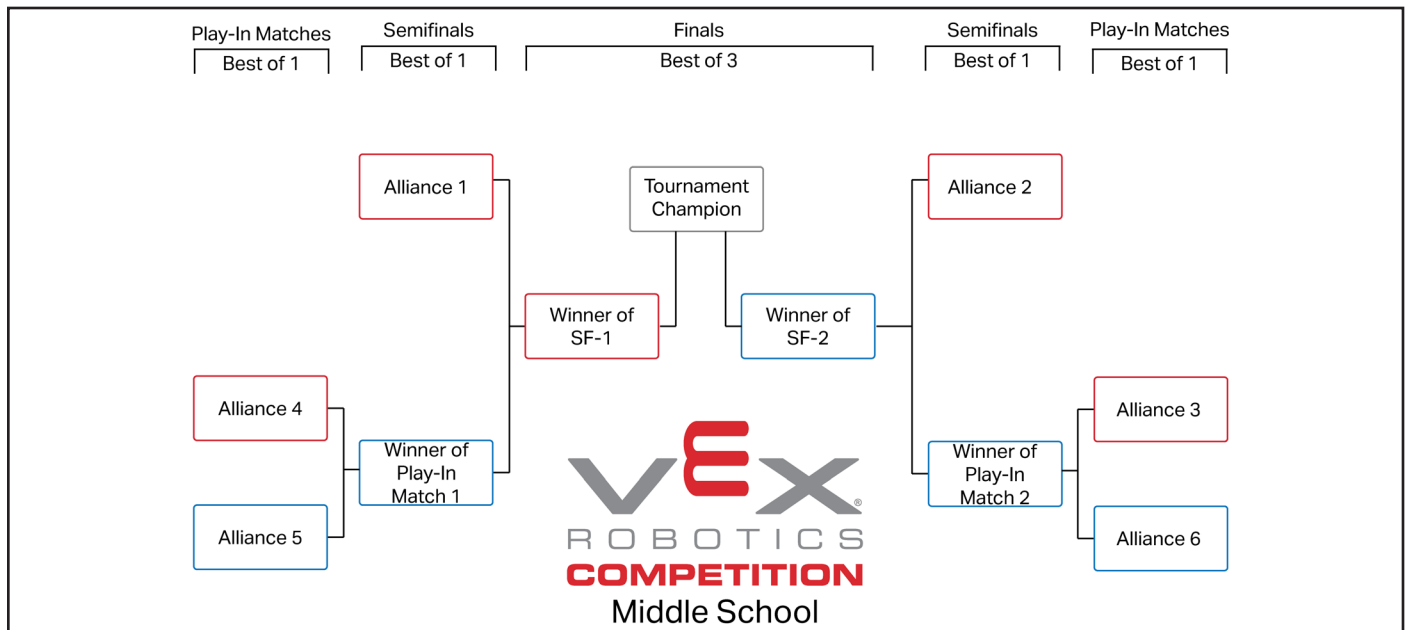 Play-In Matches
Best of 1
Semifinals
Best of 1
Finals
Best of 3
Semifinals
Best of 1
Play-In Matches
Best of 1
Alliance 1
Tournament
Champion
Alliance 2
Winner of
SF-1
Winner of
SF-2
Alliance 4
Winner of
Play-In
Match 1
Alliance 5
Alliance 3
Winner of
Play-In
Match 2
Alliance 6
VEX®
ROBOTICS
COMPETITION
Middle School